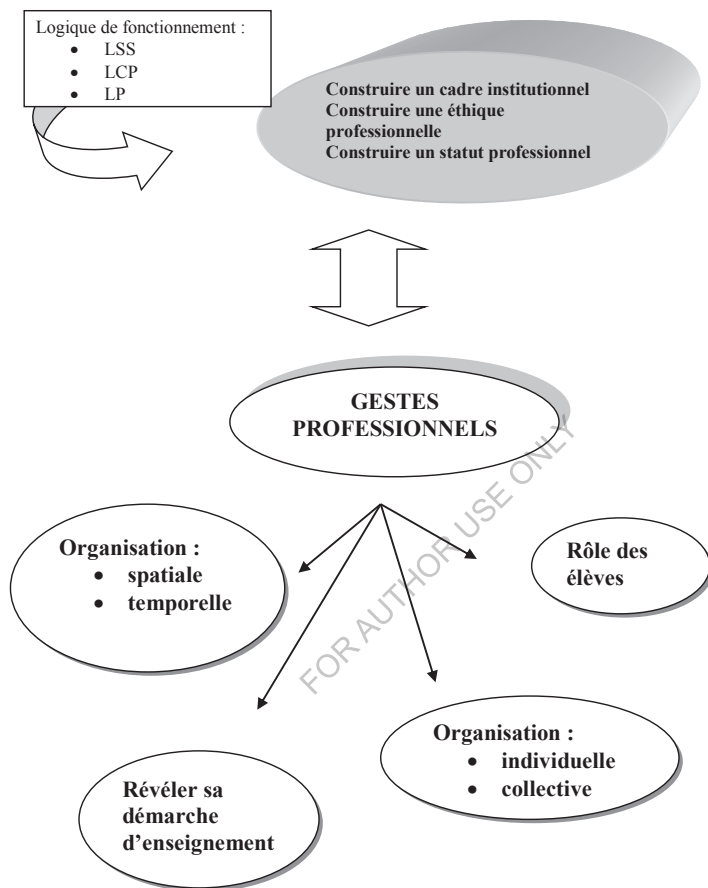 Logique de fonctionnement :
• LSS
• LCP
• LP
Construire un cadre institutionnel
Construire une éthique
professionnelle
Construire un statut professionnel
GESTES
PROFESSIONNELS
Organisation :
• spatiale
• temporelle
Rôle des
élèves
Révéler sa
démarche
d'enseignement
Organisation :
• individuelle
• collective
FOR AUTHOR USE ONLY